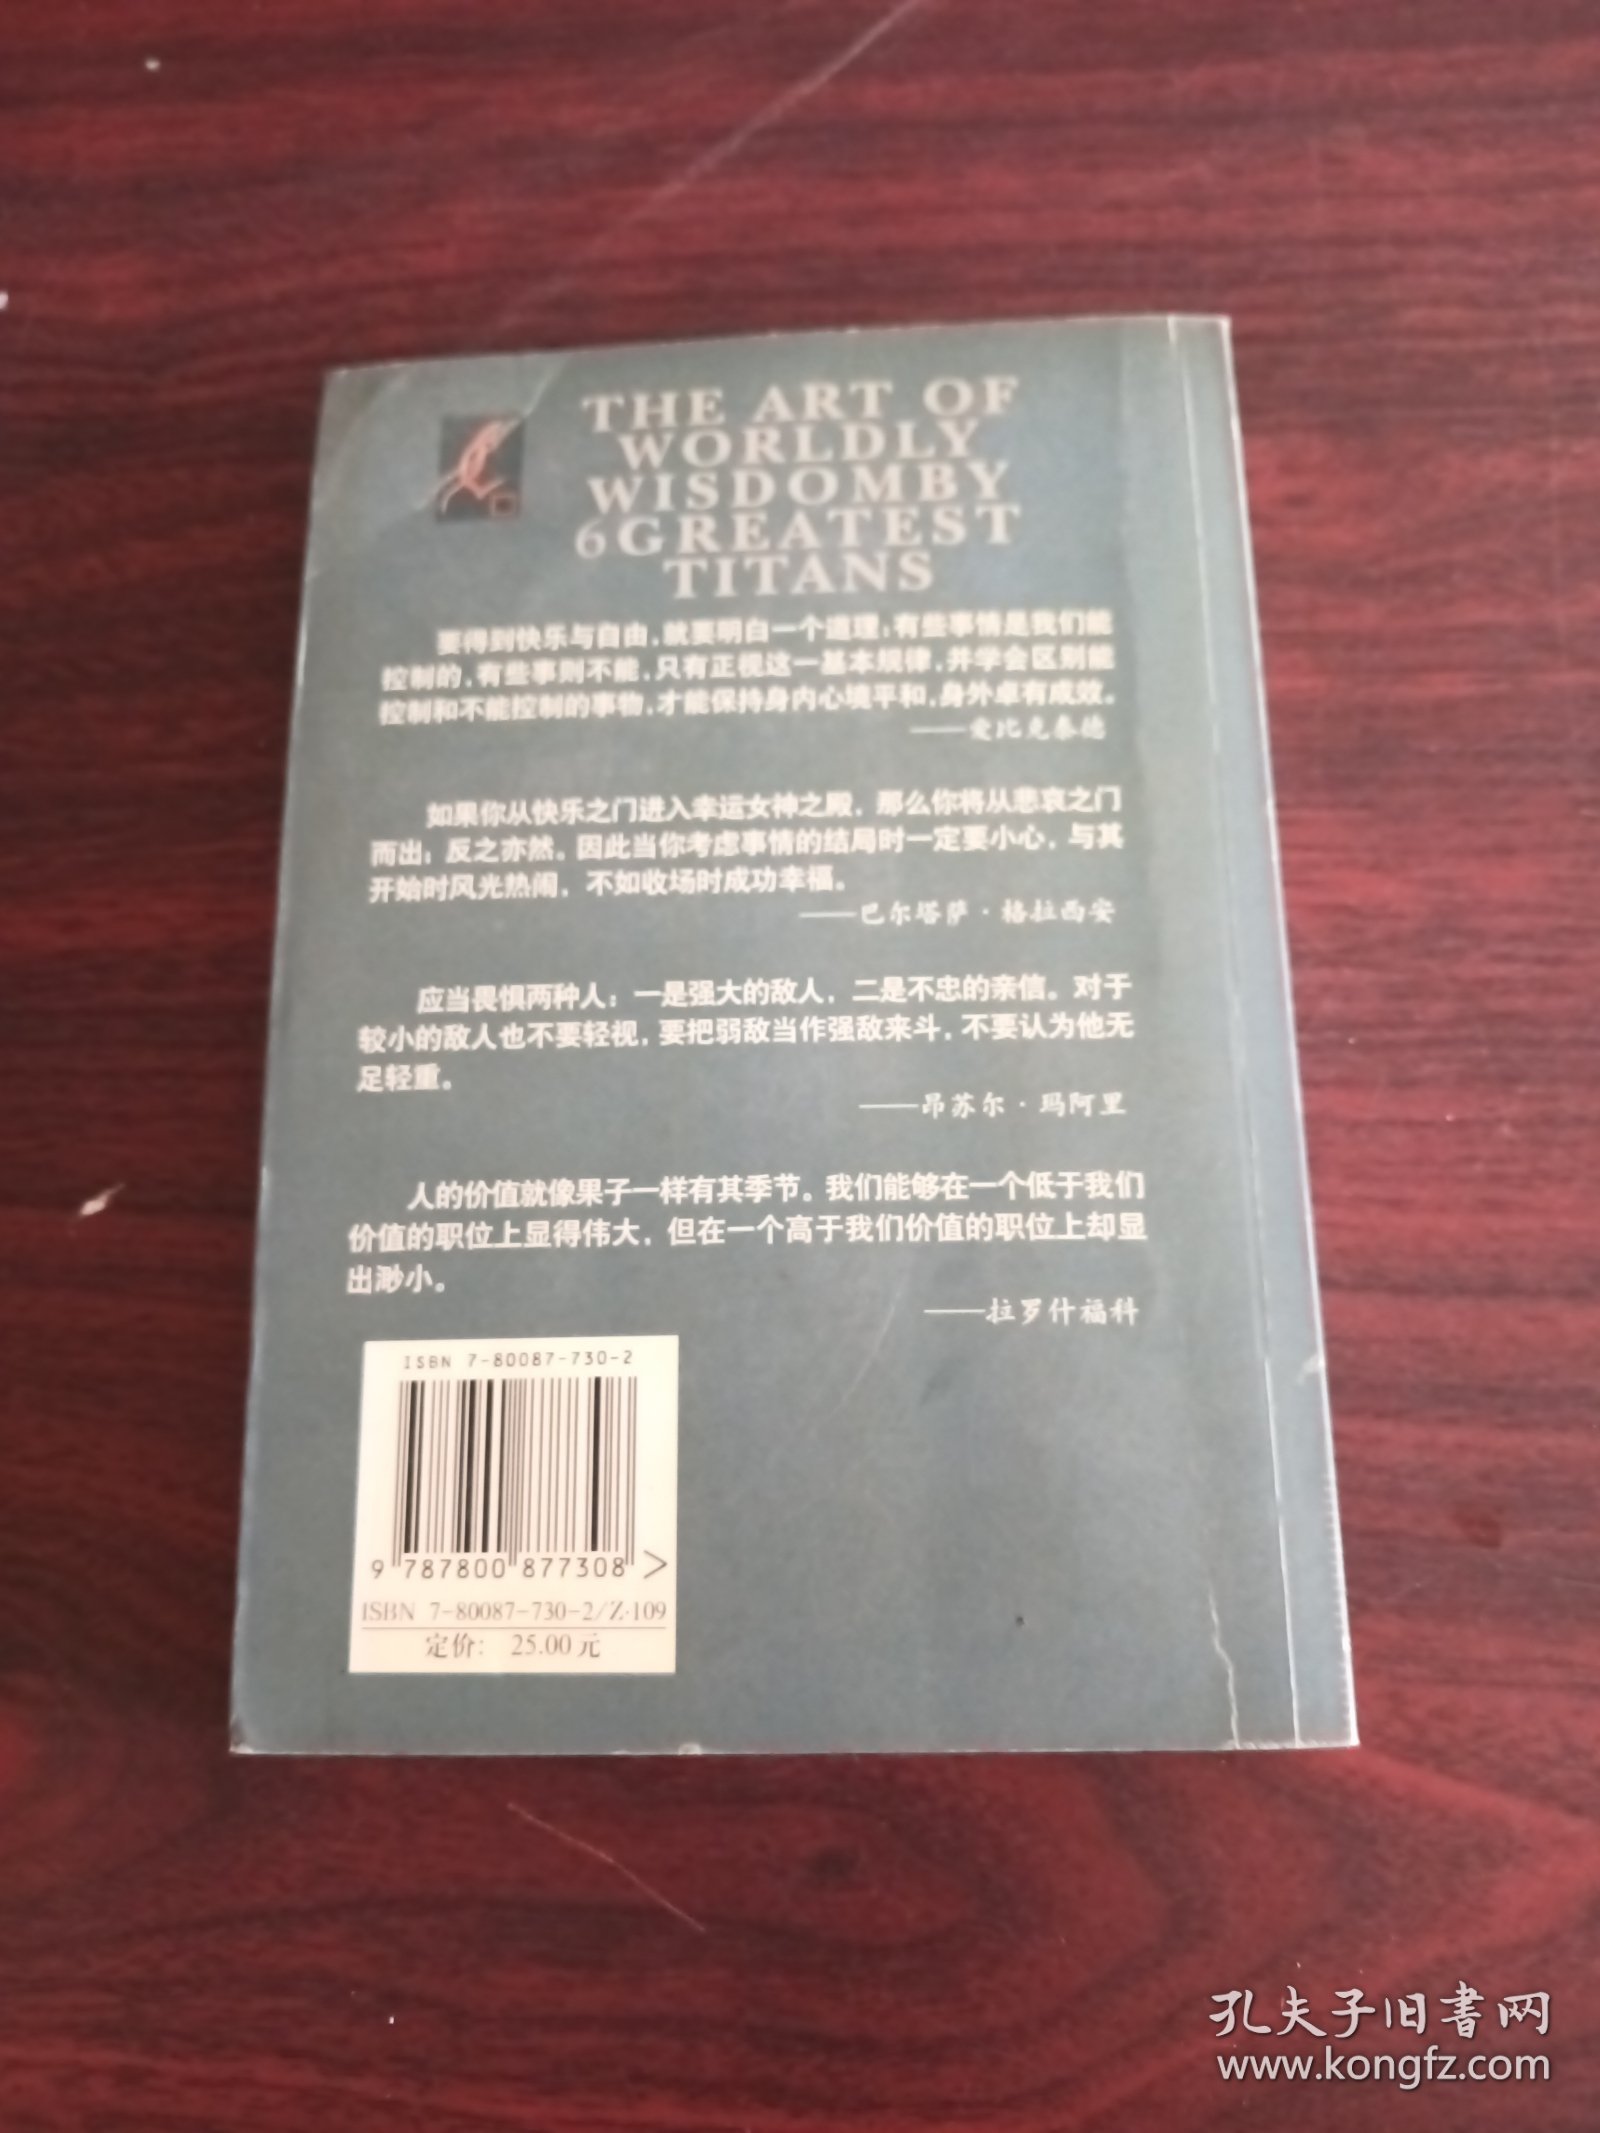 THE ART OF
WORLDLY
WISDOMBY
6GREATEST
TITANS
要得到快乐与自由，就要明白一个道理：有些事情是我们能
控制的，有些事则不能，只有正视这一基本规律，并学会区别能
控制和不能控制的事物，才能保持身内心境平和，身外卓有成效。
——爱比克泰德
如果你从快乐之门进入幸运女神之殿，那么你将从悲哀之门
而出；反之亦然。因此当你考虑事情的结局时一定要小心，与其
开始时风光热闹，不如收场时成功幸福。
——巴尔塔萨·格拉西安
应当畏惧两种人：一是强大的敌人，二是不忠的亲信。对于
较小的敌人也不要轻视，要把弱敌当作强敌来斗，不要认为他无
足轻重。
——昂苏尔·玛阿里
人的价值就像果子一样有其季节。我们能够在一个低于我们
价值的职位上显得伟大，但在一个高于我们价值的职位上却显
出渺小。
——拉罗什福科
ISBN 7-80087-730-2
9 787800 877308 >
ISBN 7-80087-730-2/Z·109
定价： 25.00元
孔夫子旧书网
www.kongfz.com